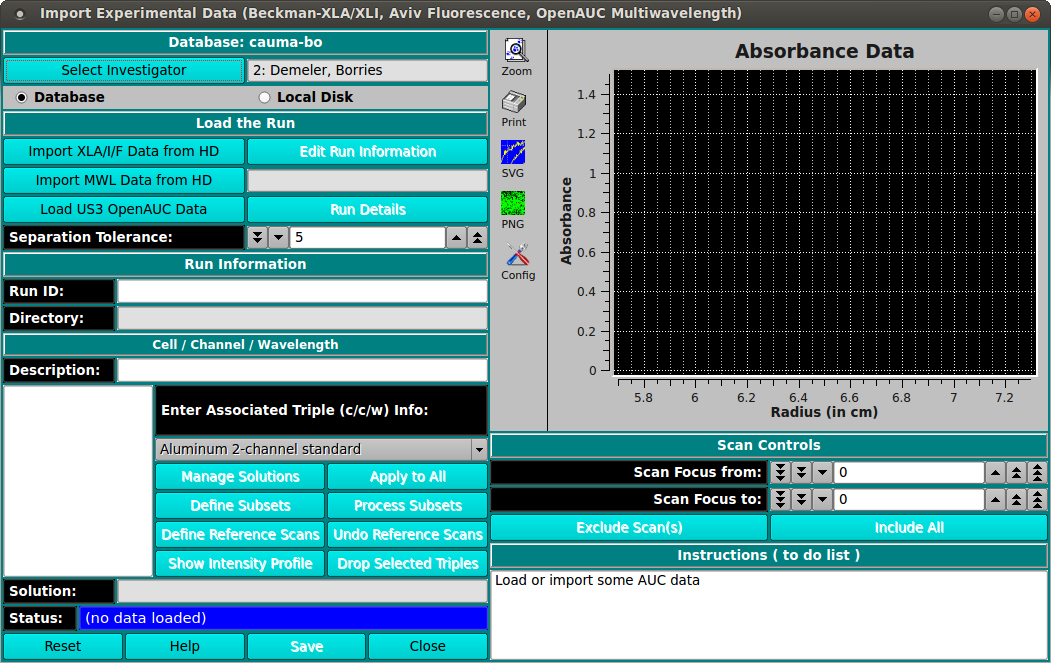 Import Experimental Data (Beckman-XLA/XLI, Aviv Fluorescence, OpenAUC Multiwavelength)
Database: cauma-bo
Select Investigator
2: Demeler, Borries
Database
Local Disk
Load the Run
Import XLA/I/F Data from HD
Edit Run Information
Import MWL Data from HD
Load US3 OpenAUC Data
Run Details
Separation Tolerance:
5
Run Information
Run ID:
Directory:
Cell / Channel / Wavelength
Description:
Enter Associated Triple (c/c/w) Info:
Aluminum 2-channel standard
Manage Solutions
Apply to All
Define Subsets
Process Subsets
Define Reference Scans
Undo Reference Scans
Show Intensity Profile
Drop Selected Triples
Solution:
Status:
(no data loaded)
Reset
Help
Save
Close
Zoom
Print
SVG
PNG
Config
Absorbance Data
Absorbance
1.4
1.2
1
0.8
0.6
0.4
0.2
0
5.8
6
6.2
6.4
6.6
6.8
7
7.2
Radius (in cm)
Scan Controls
Scan Focus from:
0
Scan Focus to:
0
Exclude Scan(s)
Include All
Instructions ( to do list )
Load or import some AUC data